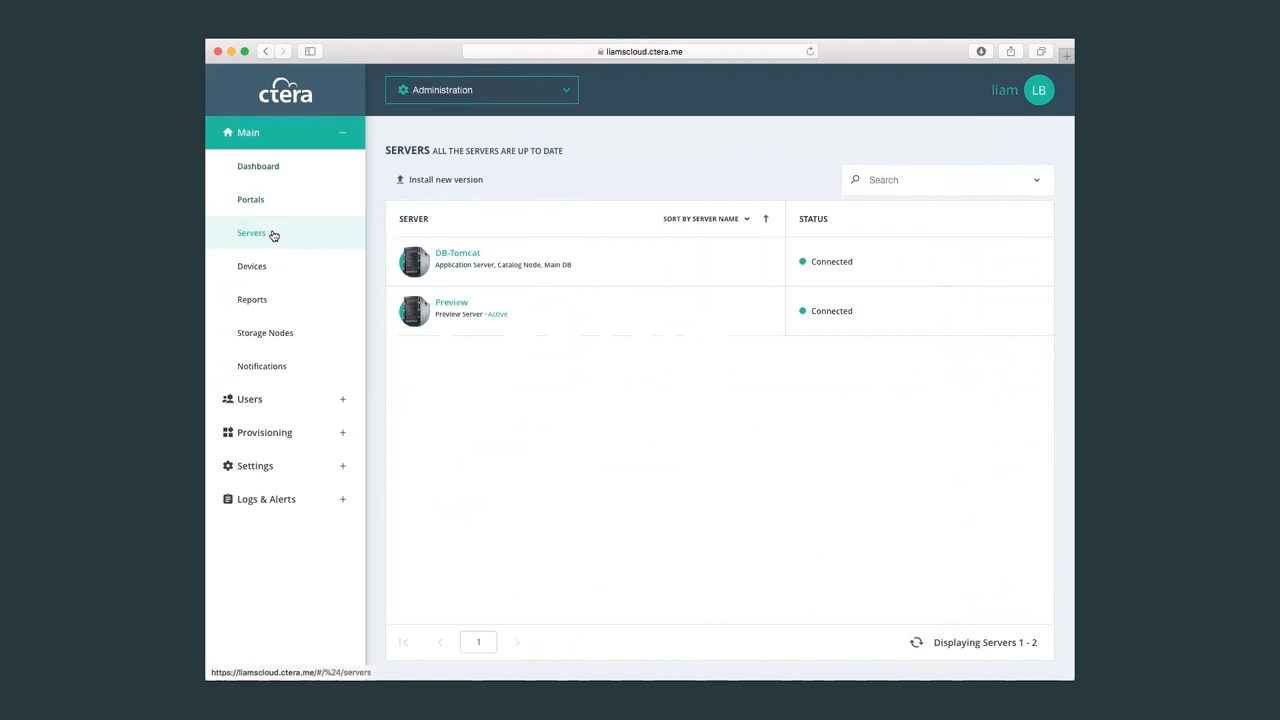 liamscloud.ctera.me
ctera
Administration
liam LB
Main
Dashboard
Portals
Servers
Devices
Reports
Storage Nodes
Notifications
Users
Provisioning
Settings
Logs & Alerts
SERVERS ALL THE SERVERS ARE UP TO DATE
Install new version
Search
SERVER SORT BY SERVER NAME STATUS
DB-Tomcat
Application Server, Catalog Node, Main DB
Connected
Preview
Preview Server · Active
Connected
1
Displaying Servers 1 - 2
https://liamscloud.ctera.me/#/%24/servers